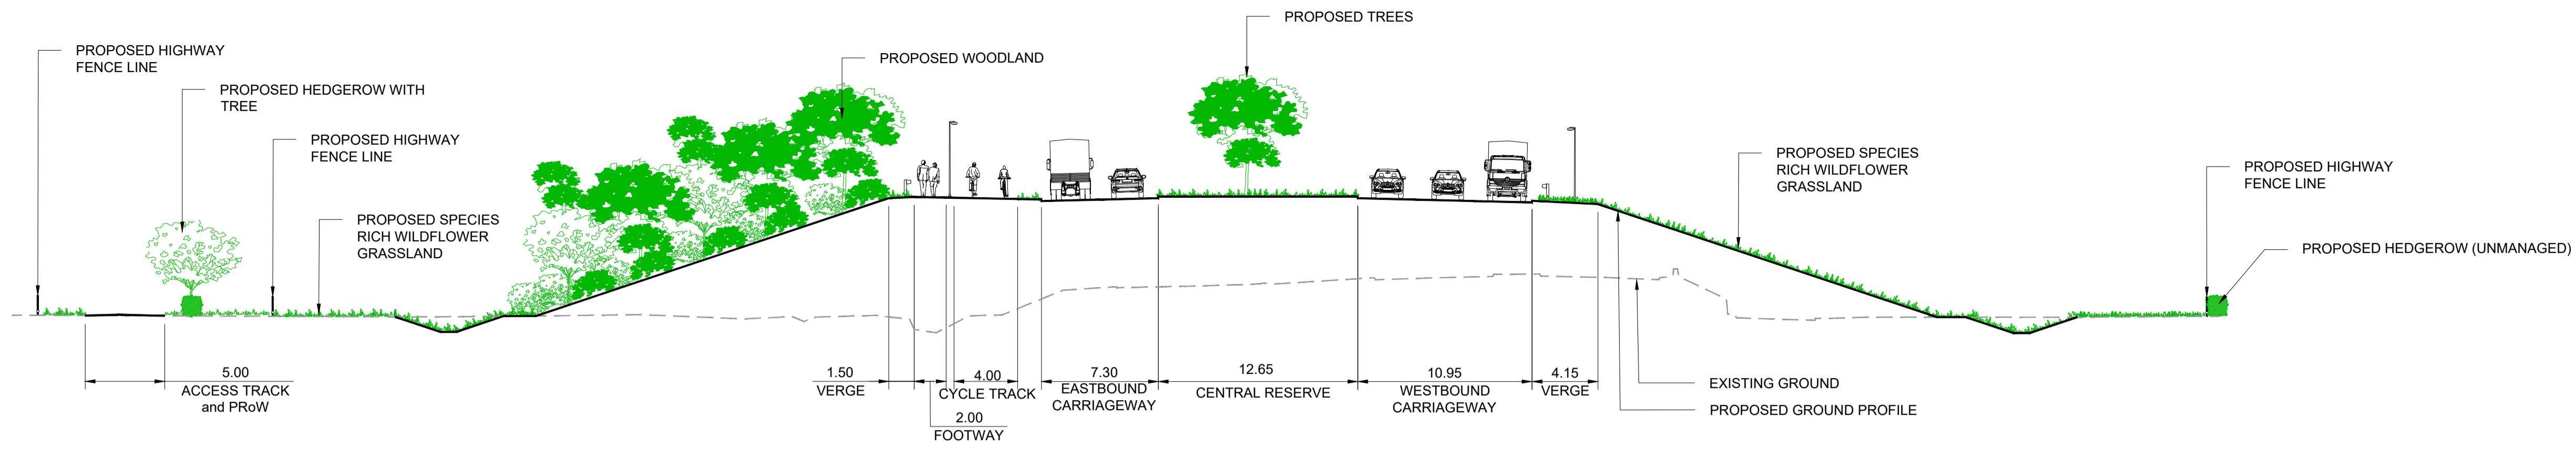 PROPOSED TREES
PROPOSED HIGHWAY
FENCE LINE
PROPOSED WOODLAND
PROPOSED HEDGEROW WITH
TREE
PROPOSED HIGHWAY
FENCE LINE
PROPOSED SPECIES
RICH WILDFLOWER
GRASSLAND
PROPOSED SPECIES
RICH WILDFLOWER
GRASSLAND
PROPOSED HIGHWAY
FENCE LINE
PROPOSED HEDGEROW (UNMANAGED)
5.00
ACCESS TRACK
and PRoW
1.50
VERGE
2.00
FOOTWAY
4.00
CYCLE TRACK
7.30
EASTBOUND
CARRIAGEWAY
12.65
CENTRAL RESERVE
10.95
WESTBOUND
CARRIAGEWAY
4.15
VERGE
EXISTING GROUND
PROPOSED GROUND PROFILE